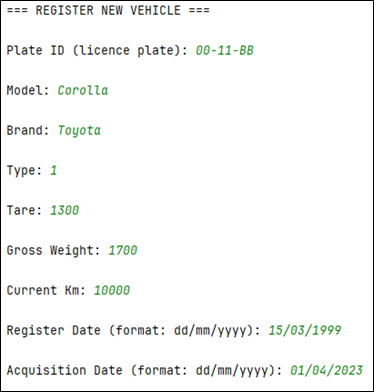 === REGISTER NEW VEHICLE ===
Plate ID (licence plate): 00-11-BB
Model: Corolla
Brand: Toyota
Type: 1
Tare: 1300
Gross Weight: 1700
Current Km: 10000
Register Date (format: dd/mm/yyyy): 15/03/1999
Acquisition Date (format: dd/mm/yyyy): 01/04/2023